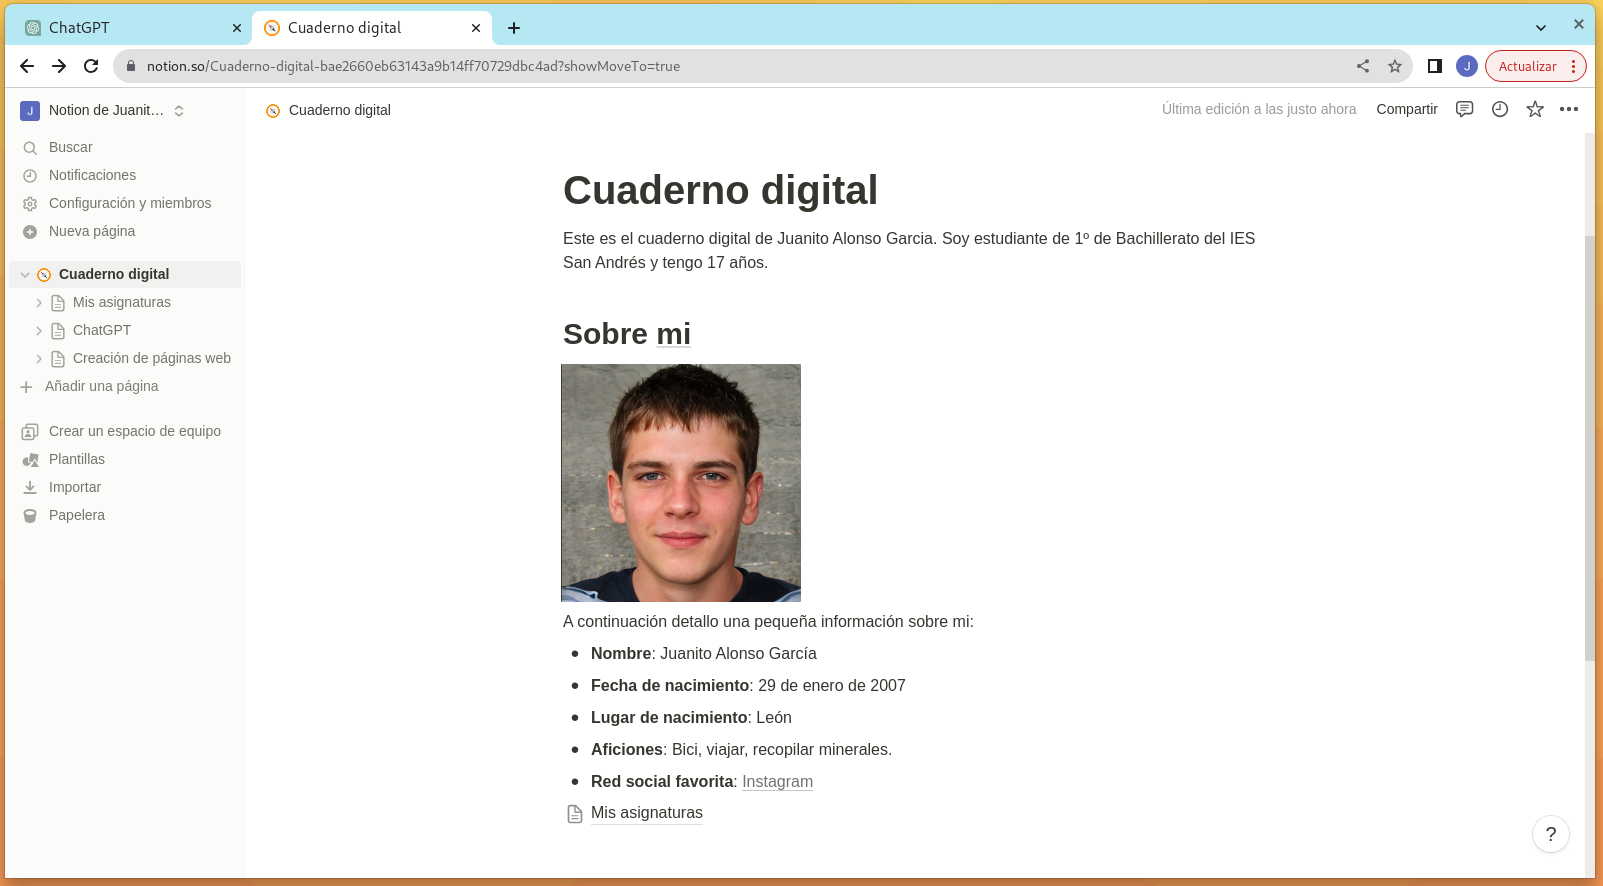 ChatGPT
Cuaderno digital
notion.so/Cuaderno-digital-bae2660eb63143a9b14ff70729dbc4ad?showMoveTo=true
J
Actualizar
J
Notion de Juanit…
Cuaderno digital
Última edición a las justo ahora
Compartir
Buscar
Notificaciones
Configuración y miembros
Nueva página
Cuaderno digital
Mis asignaturas
ChatGPT
Creación de páginas web
Añadir una página
Crear un espacio de equipo
Plantillas
Importar
Papelera
Cuaderno digital
Este es el cuaderno digital de Juanito Alonso Garcia. Soy estudiante de 1º de Bachillerato del IES
San Andrés y tengo 17 años.
Sobre mi
A continuación detallo una pequeña información sobre mi:
Nombre: Juanito Alonso García
Fecha de nacimiento: 29 de enero de 2007
Lugar de nacimiento: León
Aficiones: Bici, viajar, recopilar minerales.
Red social favorita: Instagram
Mis asignaturas
?